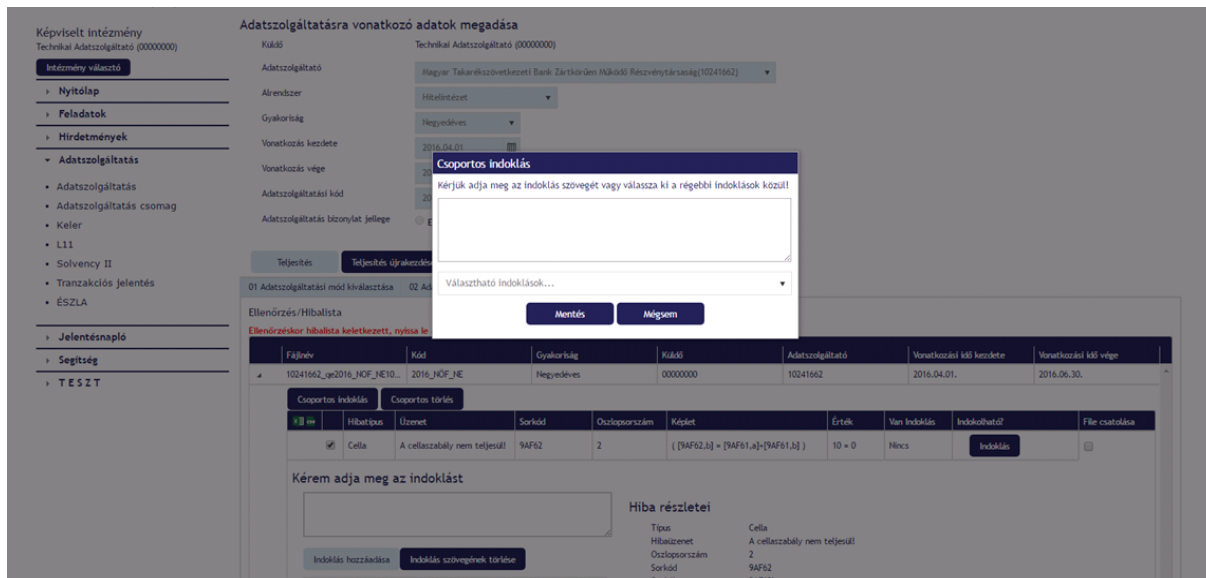 Képviselt intézmény
Technikai Adatszolgáltató (00000000)
Intézmény választó
Nyitólap
Feladatok
Hirdetmények
Adatszolgáltatás
Adatszolgáltatás
Adatszolgáltatás csomag
Keler
L11
Solvency II
Tranzakciós jelentés
ÉSZLA
Jelentésnapló
Segítség
T E S Z T
Adatszolgáltatásra vonatkozó adatok megadása
Küldő Technikai Adatszolgáltató (00000000)
Adatszolgáltató Magyar Takarékszövetkezeti Bank Zártkörűen Működő Részvénytársaság(10241662)
Alrendszer Hitelintézet
Gyakoriság Negyedéves
Vonatkozás kezdete 2016.04.01
Vonatkozás vége 20
Adatszolgáltatási kód 20
Adatszolgáltatás bizonylat jellege E
Csoportos indoklás
Kérjük adja meg az indoklás szövegét vagy válassza ki a régebbi indoklások közül!
Választható indoklások...
Mentés Mégsem
Teljesítés Teljesítés újrakezdése
01 Adatszolgáltatási mód kiválasztása 02 Ad
Ellenőrzés/Hibalista
Ellenőrzéskor hibalista keletkezett, nyissa le
Fájlnév Kód Gyakoriság Küldő Adatszolgáltató Vonatkozási idő kezdete Vonatkozási idő vége
10241662_qe2016_NOF_NE10... 2016_NÖF_NE Negyedéves 00000000 10241662 2016.04.01. 2016.06.30.
Csoportos indoklás Csoportos törlés
Hibatípus Üzenet Sorkód Oszlopsorszám Képlet Érték Van indoklás Indokolható? File csatolása
Cella A cellaszabály nem teljesül! 9AF62 2 ( [9AF62,b] = [9AF61,a]=[9AF61,b] ) 10 = 0 Nincs Indoklás
Kérem adja meg az indoklást
Indoklás hozzáadása Indoklás szövegének törlése
Hiba részletei
Típus Cella
Hibaüzenet A cellaszabály nem teljesül!
Oszlopsorszám 2
Sorkód 9AF62